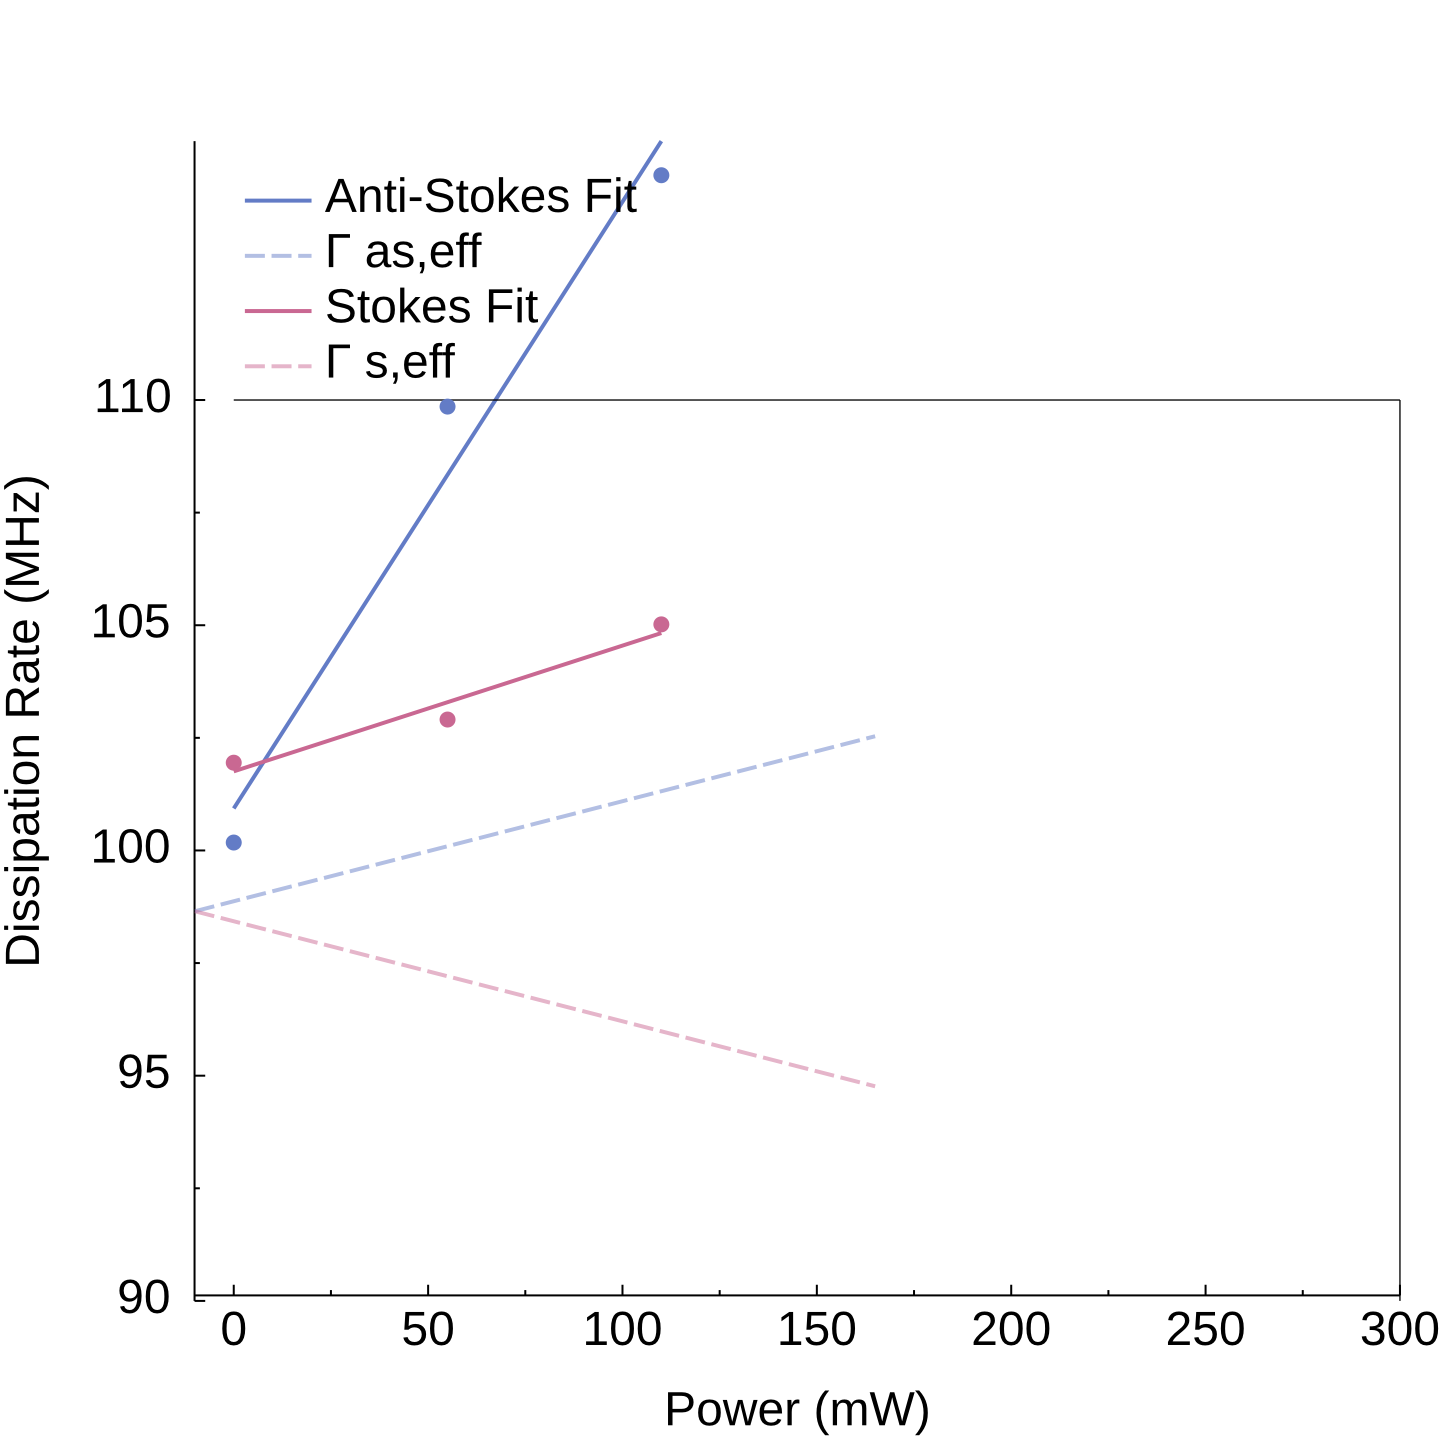 Anti-Stokes Fit
Γ as,eff
Stokes Fit
Γ s,eff
110
105
100
95
90
Dissipation Rate (MHz)
0 50 100 150 200 250 300
Power (mW)